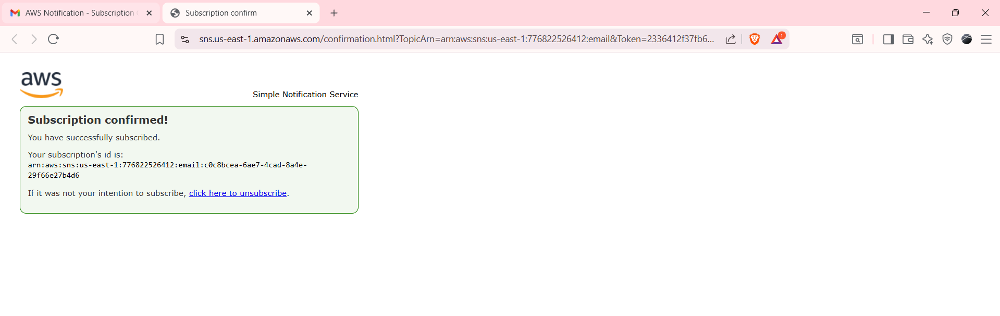 AWS Notification - Subscription
Subscription confirm
sns.us-east-1.amazonaws.com/confirmation.html?TopicArn=arn:aws:sns:us-east-1:776822526412:email&Token=2336412f37fb6...
1
aws
Simple Notification Service
Subscription confirmed!
You have successfully subscribed.
Your subscription's id is:
arn:aws:sns:us-east-1:776822526412:email:c0c8bcea-6ae7-4cad-8a4e-
29f66e27b4d6
If it was not your intention to subscribe, click here to unsubscribe.